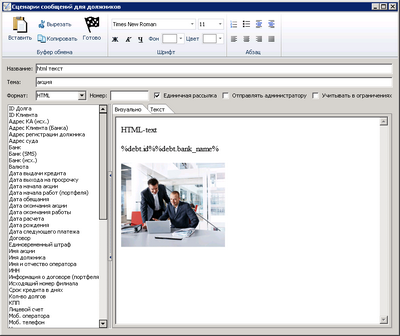 Сценарии сообщений для должников
Вставить
Вырезать
Копировать
Готово
Буфер обмена
Times New Roman
11
Ж К Ч Фон Цвет
Шрифт
Абзац
Название: html текст
Тема: акция
Формат: HTML Номер: Единичная рассылка Отправлять администратору Учитывать в ограничениях
ID Долга
ID Клиента
Адрес КА (исх.)
Адрес Клиента (Банка)
Адрес регистрации должника
Адрес суда
Банк
Банк (SMS)
Банк (исх.)
Валюта
Дата выдачи кредита
Дата выхода на просрочку
Дата начала акции
Дата начала работ (портфеля)
Дата обещания
Дата окончания акции
Дата окончания работы
Дата расчета
Дата рождения
Дата следующего платежа
Договор
Единовременный штраф
Имя акции
Имя должника
Имя и отчество оператора
ИНН
Информация о договоре (портфеля
Исходящий номер филиала
Срок кредита в днях
Кол-во долгов
КПП
Лицевой счет
Моб. оператора
Моб. телефон
Визуально Текст
HTML-text
%debt.id%%debt.bank_name%